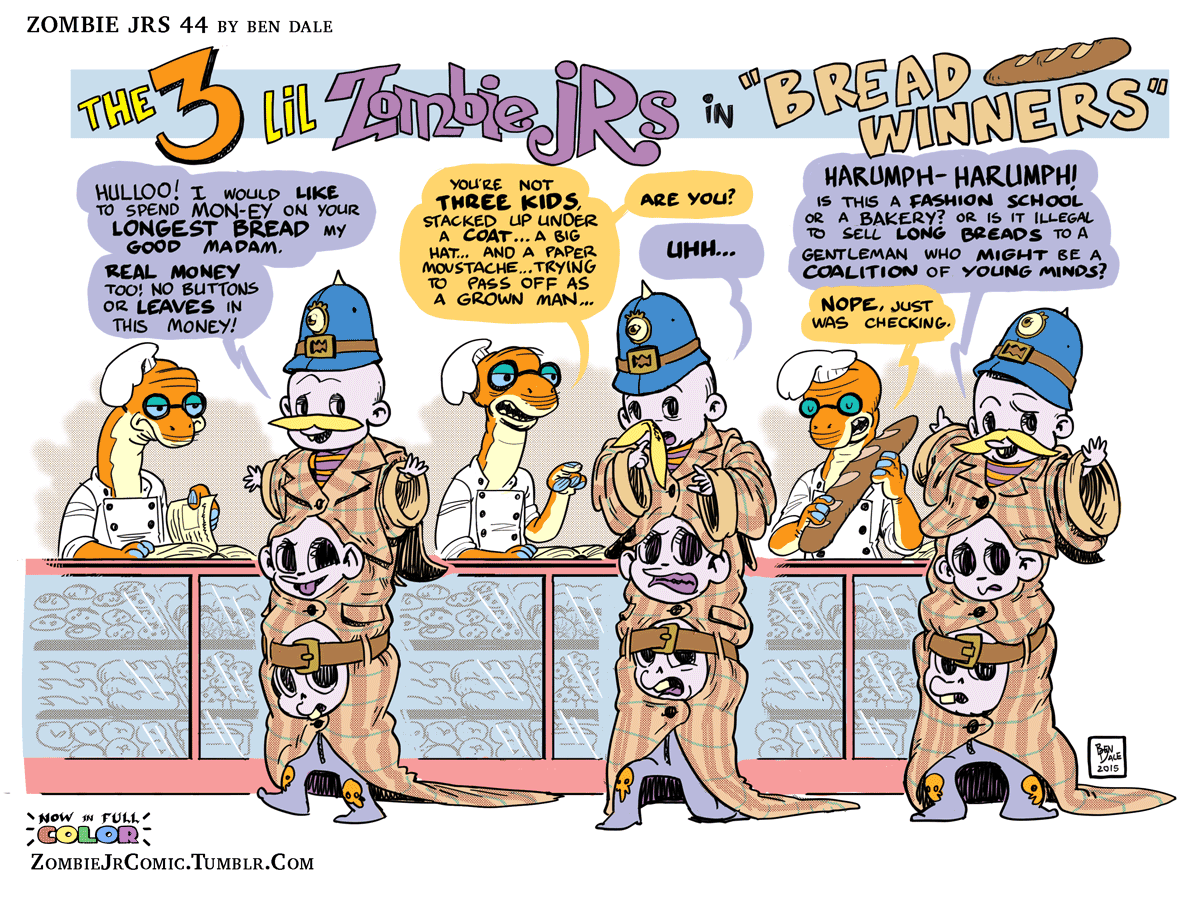 ZOMBIE JRS 44 BY BEN DALE
THE 3 LIL ZOMBIE JRS IN "BREAD
WINNERS"
HULLOO! I WOULD LIKE
TO SPEND MON-EY ON YOUR
LONGEST BREAD MY
GOOD MADAM.
REAL MONEY
TOO! NO BUTTONS
OR LEAVES IN
THIS MONEY!
YOU'RE NOT
THREE KIDS,
STACKED UP UNDER
A COAT... A BIG
HAT... AND A PAPER
MOUSTACHE... TRYING
TO PASS OFF AS
A GROWN MAN...
ARE YOU?
UHH...
HARUMPH-HARUMPH!
IS THIS A FASHION SCHOOL
OR A BAKERY? OR IS IT ILLEGAL
TO SELL LONG BREADS TO A
GENTLEMAN WHO MIGHT BE A
COALITION OF YOUNG MINDS?
NOPE, JUST
WAS CHECKING.
BEN
DALE
2015
NOW IN FULL
COLOR
ZOMBIEJRCOMIC.TUMBLR.COM